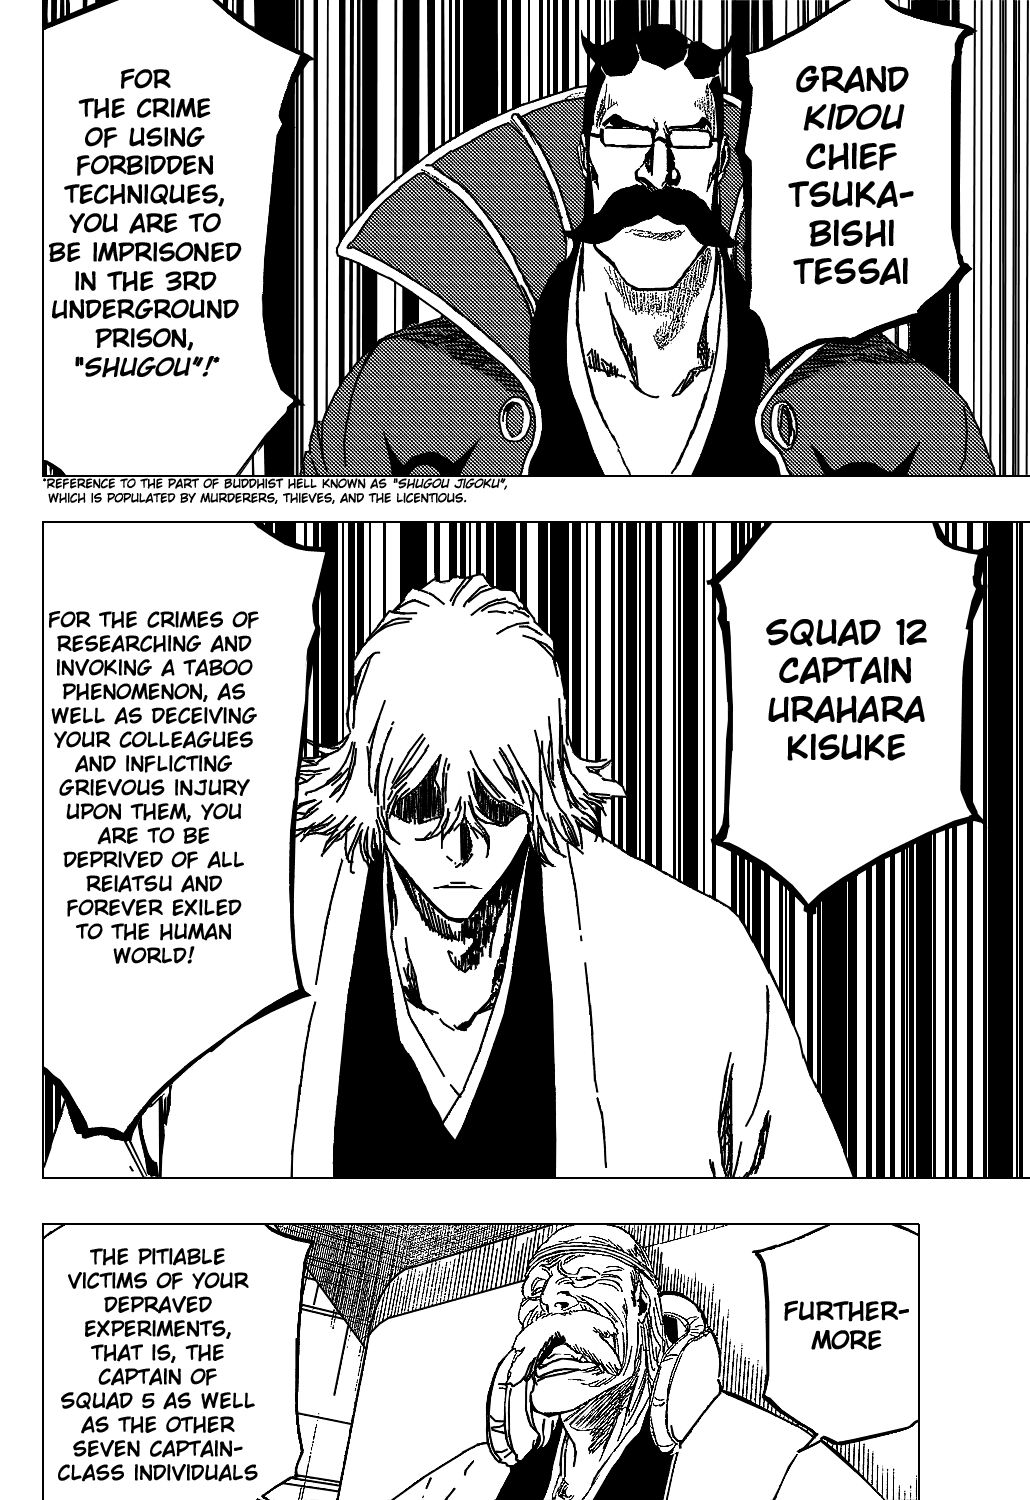 GRAND
KIDOU
CHIEF
TSUKA-
BISHI
TESSAI
FOR
THE CRIME
OF USING
FORBIDDEN
TECHNIQUES,
YOU ARE TO
BE IMPRISONED
IN THE 3RD
UNDERGROUND
PRISON,
"SHUGOU"!*
*REFERENCE TO THE PART OF BUDDHIST HELL KNOWN AS "SHUGOU JIGOKU",
WHICH IS POPULATED BY MURDERERS, THIEVES, AND THE LICENTIOUS.
SQUAD 12
CAPTAIN
URAHARA
KISUKE
FOR THE CRIMES OF
RESEARCHING AND
INVOKING A TABOO
PHENOMENON, AS
WELL AS DECEIVING
YOUR COLLEAGUES
AND INFLICTING
GRIEVOUS INJURY
UPON THEM, YOU
ARE TO BE
DEPRIVED OF ALL
REIATSU AND
FOREVER EXILED
TO THE HUMAN
WORLD!
FURTHER-
MORE
THE PITIABLE
VICTIMS OF YOUR
DEPRAVED
EXPERIMENTS,
THAT IS, THE
CAPTAIN OF
SQUAD 5 AS WELL
AS THE OTHER
SEVEN CAPTAIN-
CLASS INDIVIDUALS